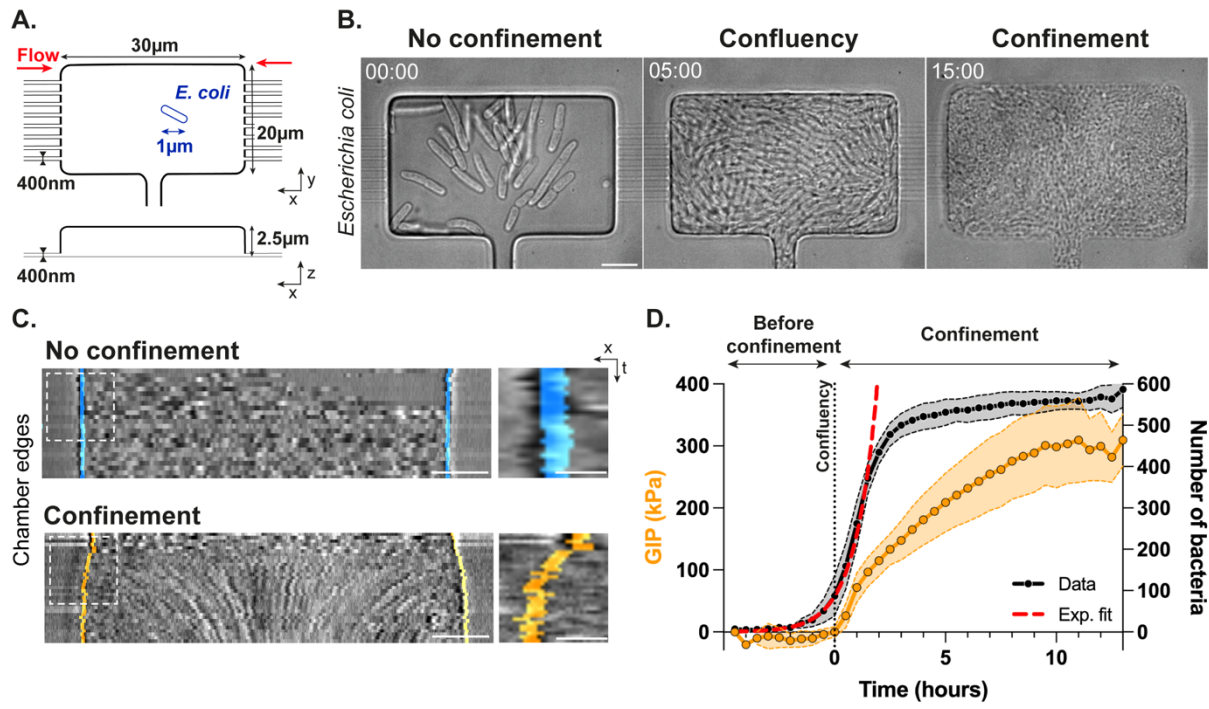 A.
30µm
Flow
E. coli
1µm
20µm
400nm
y
x
2.5µm
400nm
z
x
B.
No confinement
Confluency
Confinement
Escherichia coli
00:00
05:00
15:00
C.
No confinement
x
t
Chamber edges
Confinement
D.
Before
confinement
Confinement
Confluency
GIP (kPa)
400
300
200
100
0
600
500
400
300
200
100
0
Number of bacteria
Data
Exp. fit
0
5
10
Time (hours)